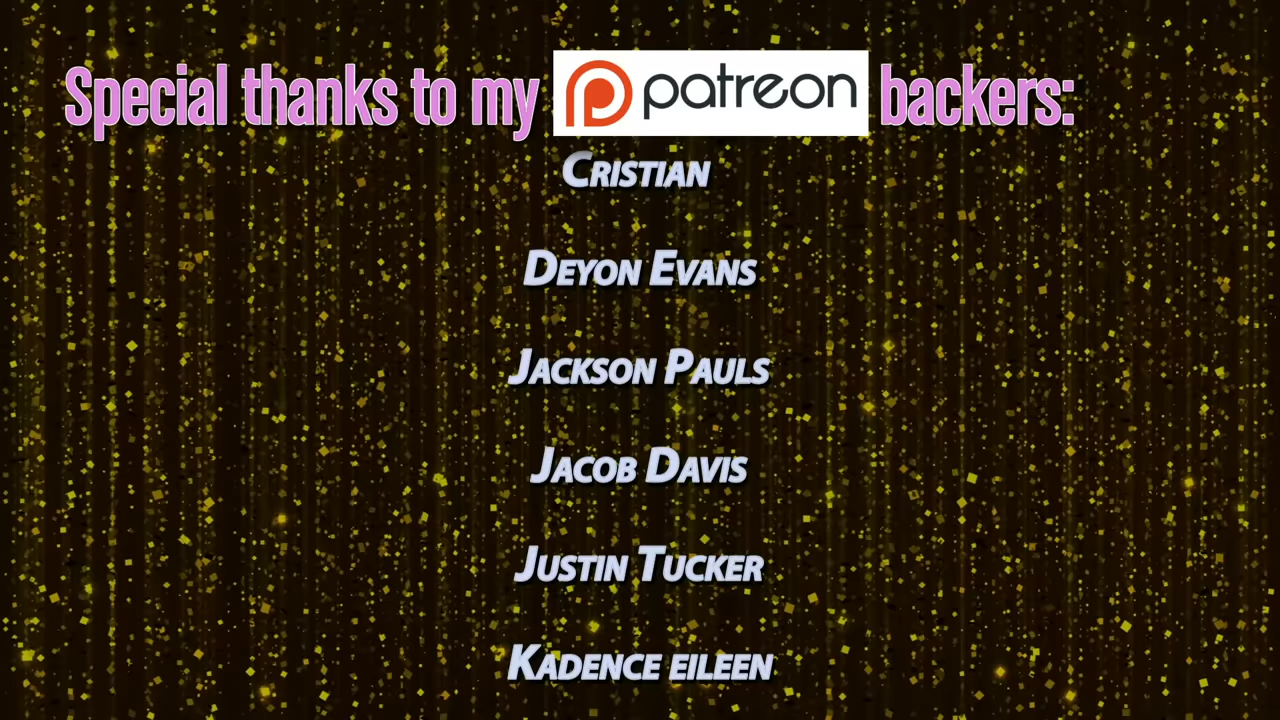 Special thanks to my patreon backers:
CRISTIAN
DEYON EVANS
JACKSON PAULS
JACOB DAVIS
JUSTIN TUCKER
KADENCE EILEEN